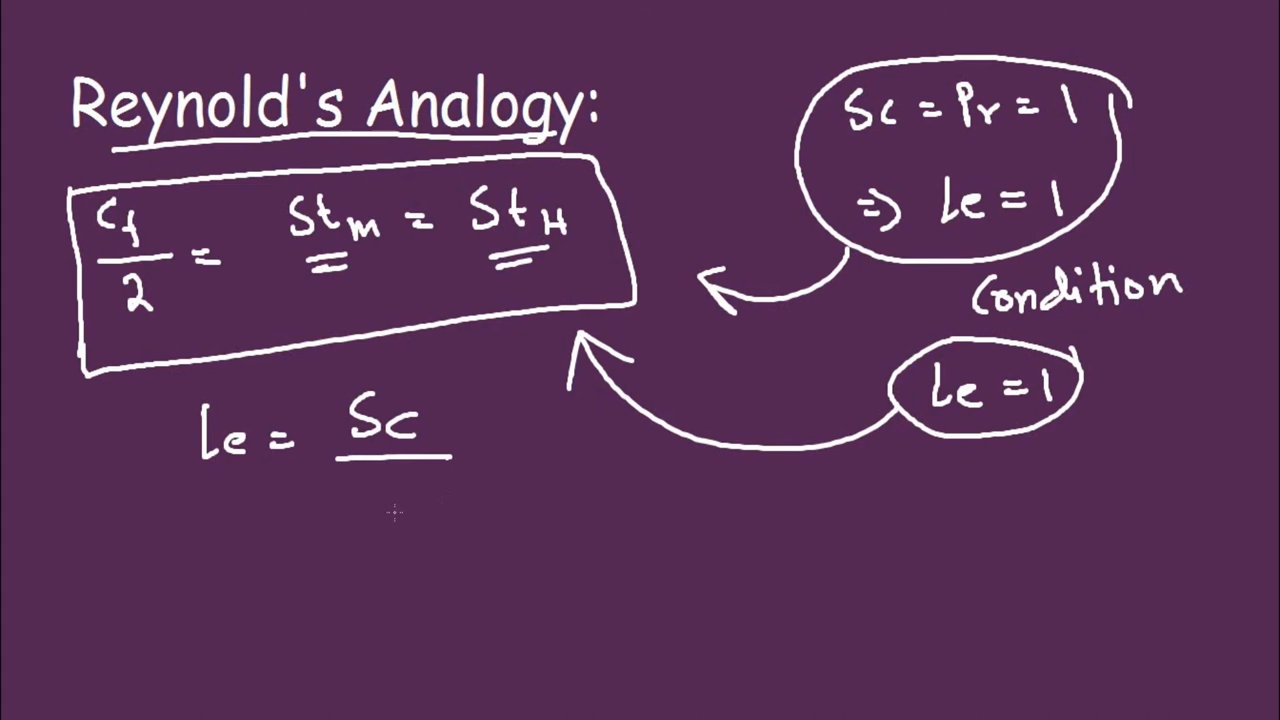 Reynold's Analogy:
Cf/2 = StM = StH
Le = Sc
Sc = Pr = 1
=> Le = 1
Condition
Le = 1